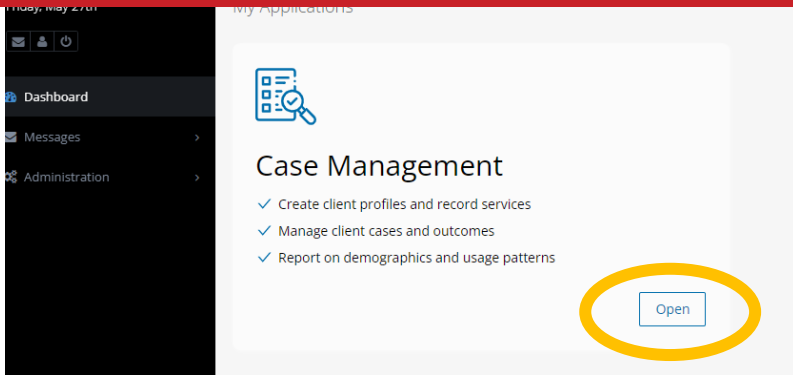 Friday, May 27th
My Applications
Dashboard
Messages
Administration
Case Management
Create client profiles and record services
Manage client cases and outcomes
Report on demographics and usage patterns
Open